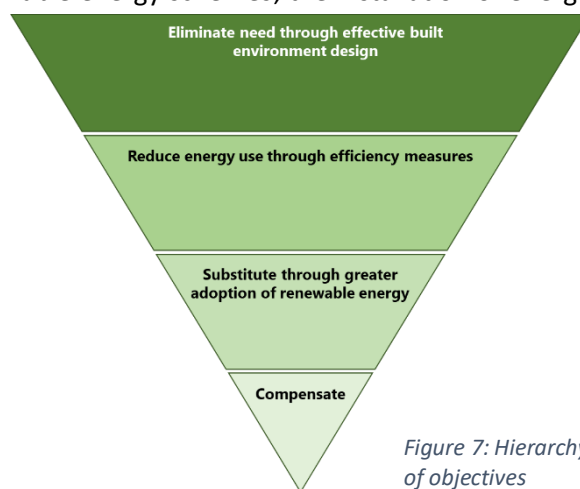 Eliminate need through effective built
environment design
Reduce energy use through efficiency measures
Substitute through greater
adoption of renewable energy
Compensate
Figure 7: Hierarchy
of objectives